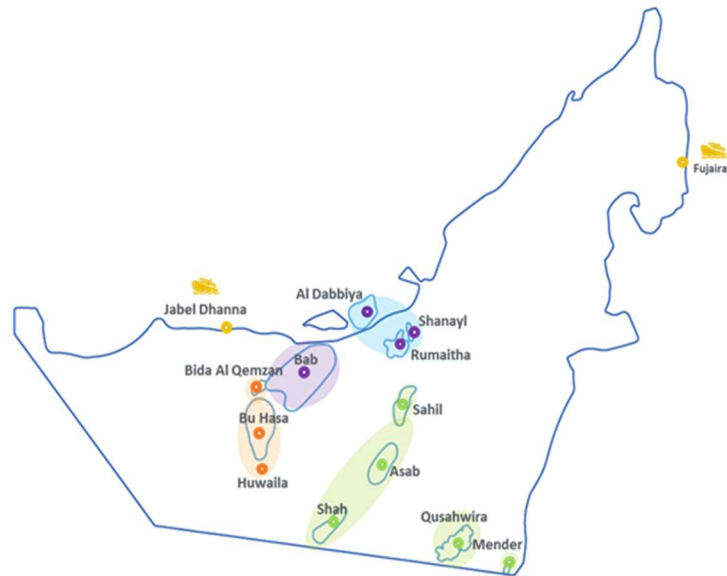 Fujaira
Al Dabbiya
Jabel Dhanna
Shanayl
Rumaitha
Bab
Bida Al Qemzan
Sahil
Bu Hasa
Asab
Huwaila
Shah
Qusahwira
Mender